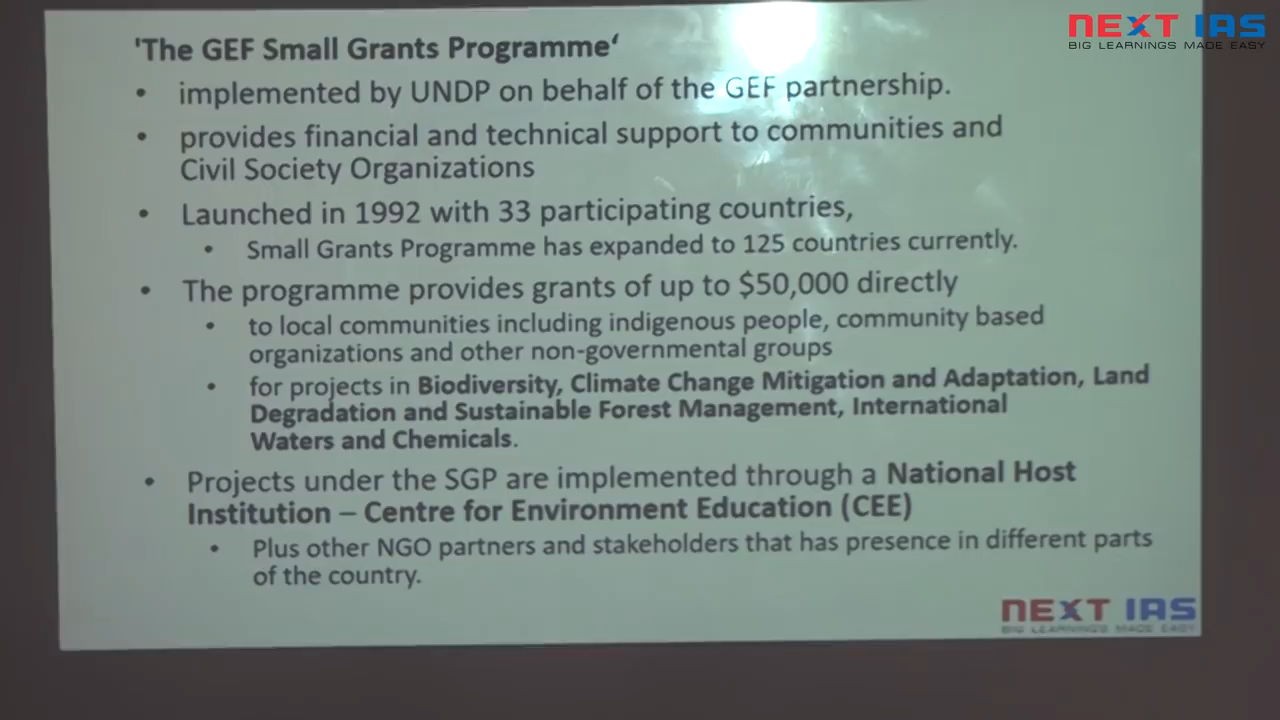 NEXT IAS
BIG LEARNINGS MADE EASY
'The GEF Small Grants Programme‘
• implemented by UNDP on behalf of the GEF partnership.
• provides financial and technical support to communities and
Civil Society Organizations
• Launched in 1992 with 33 participating countries,
• Small Grants Programme has expanded to 125 countries currently.
• The programme provides grants of up to $50,000 directly
• to local communities including indigenous people, community based
organizations and other non-governmental groups
• for projects in Biodiversity, Climate Change Mitigation and Adaptation, Land
Degradation and Sustainable Forest Management, International
Waters and Chemicals.
• Projects under the SGP are implemented through a National Host
Institution – Centre for Environment Education (CEE)
• Plus other NGO partners and stakeholders that has presence in different parts
of the country.
NEXT IAS
BIG LEARNINGS MADE EASY